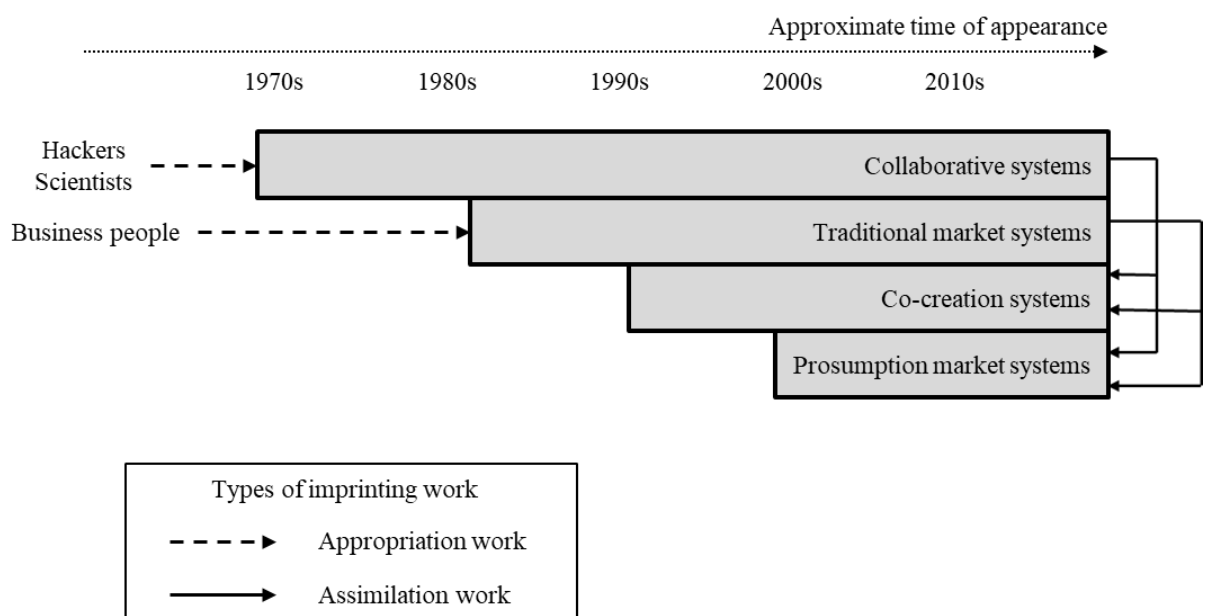 Approximate time of appearance
1970s 1980s 1990s 2000s 2010s
Hackers
Scientists
Collaborative systems
Business people
Traditional market systems
Co-creation systems
Prosumption market systems
Types of imprinting work
Appropriation work
Assimilation work